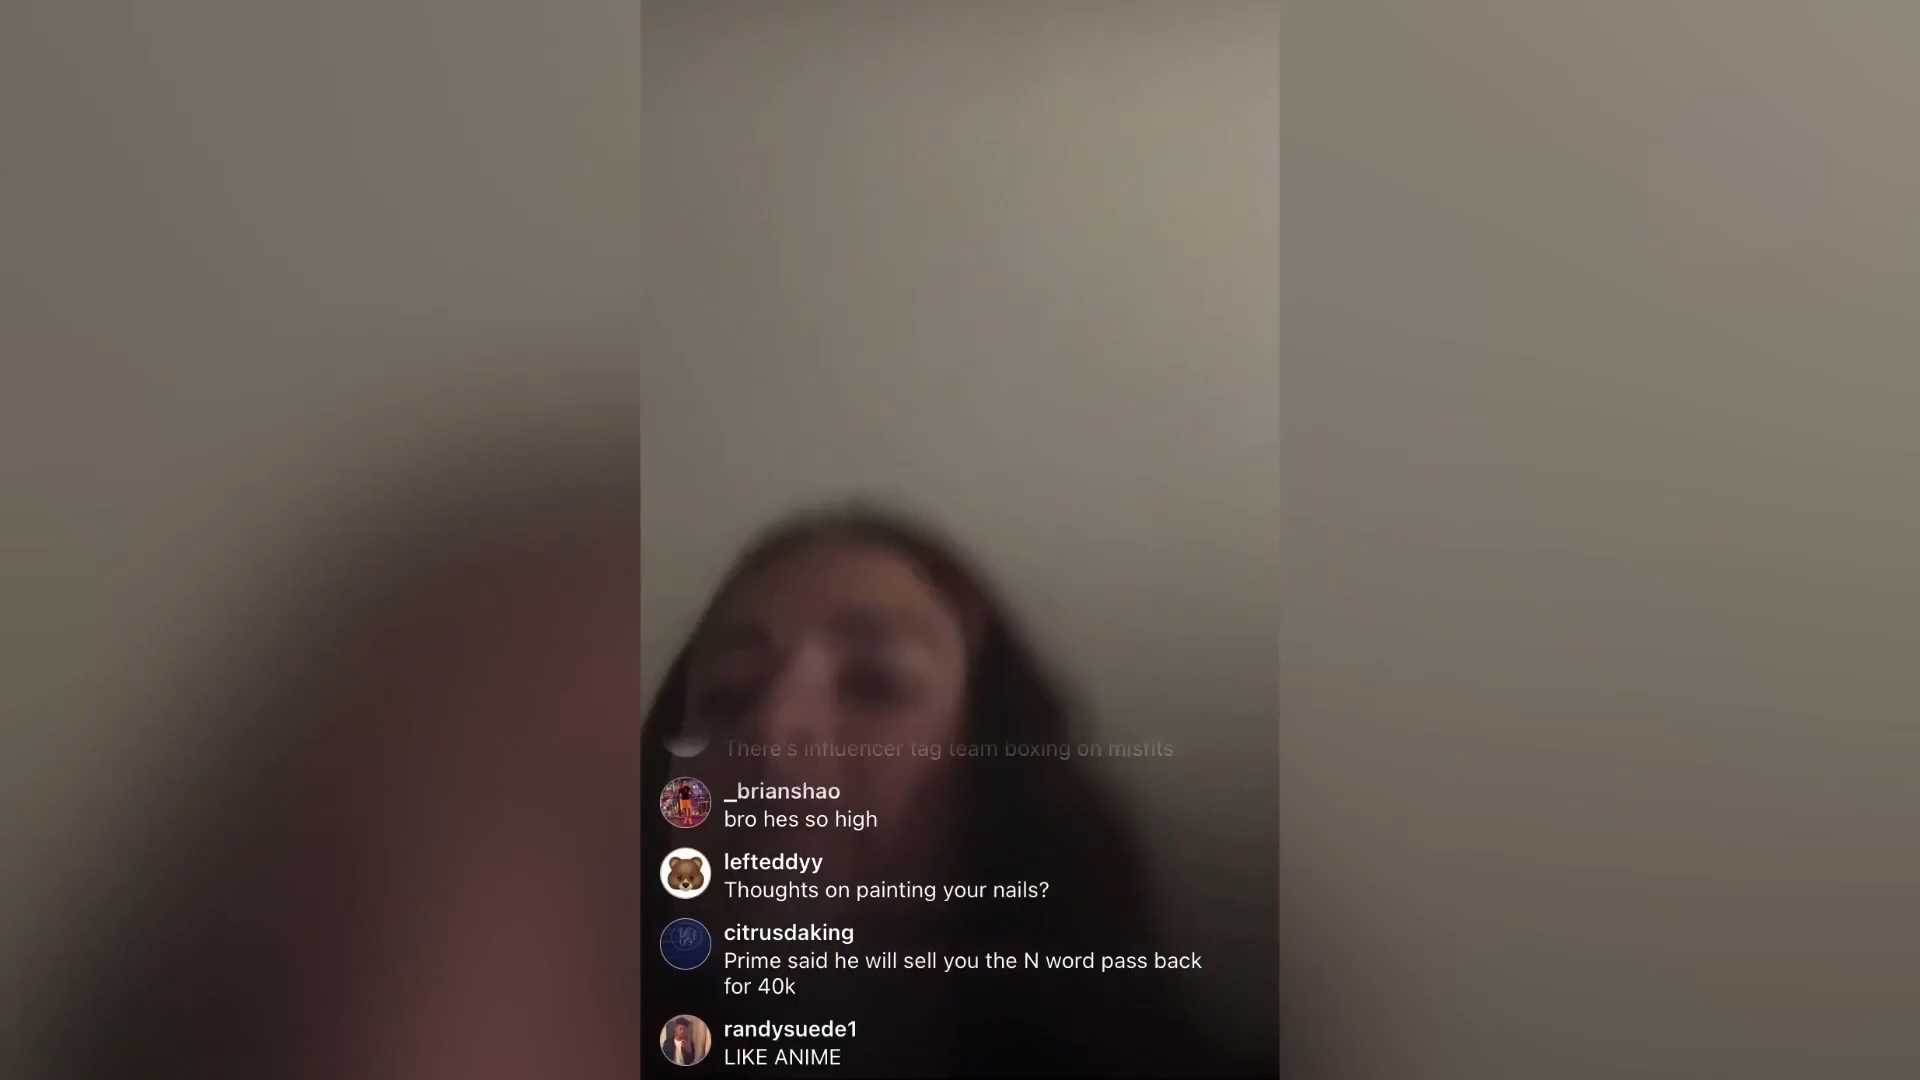 There's influencer tag team boxing on misfits
_brianshao
bro hes so high
lefteddyy
Thoughts on painting your nails?
citrusdaking
Prime said he will sell you the N word pass back
for 40k
randysuede1
LIKE ANIME